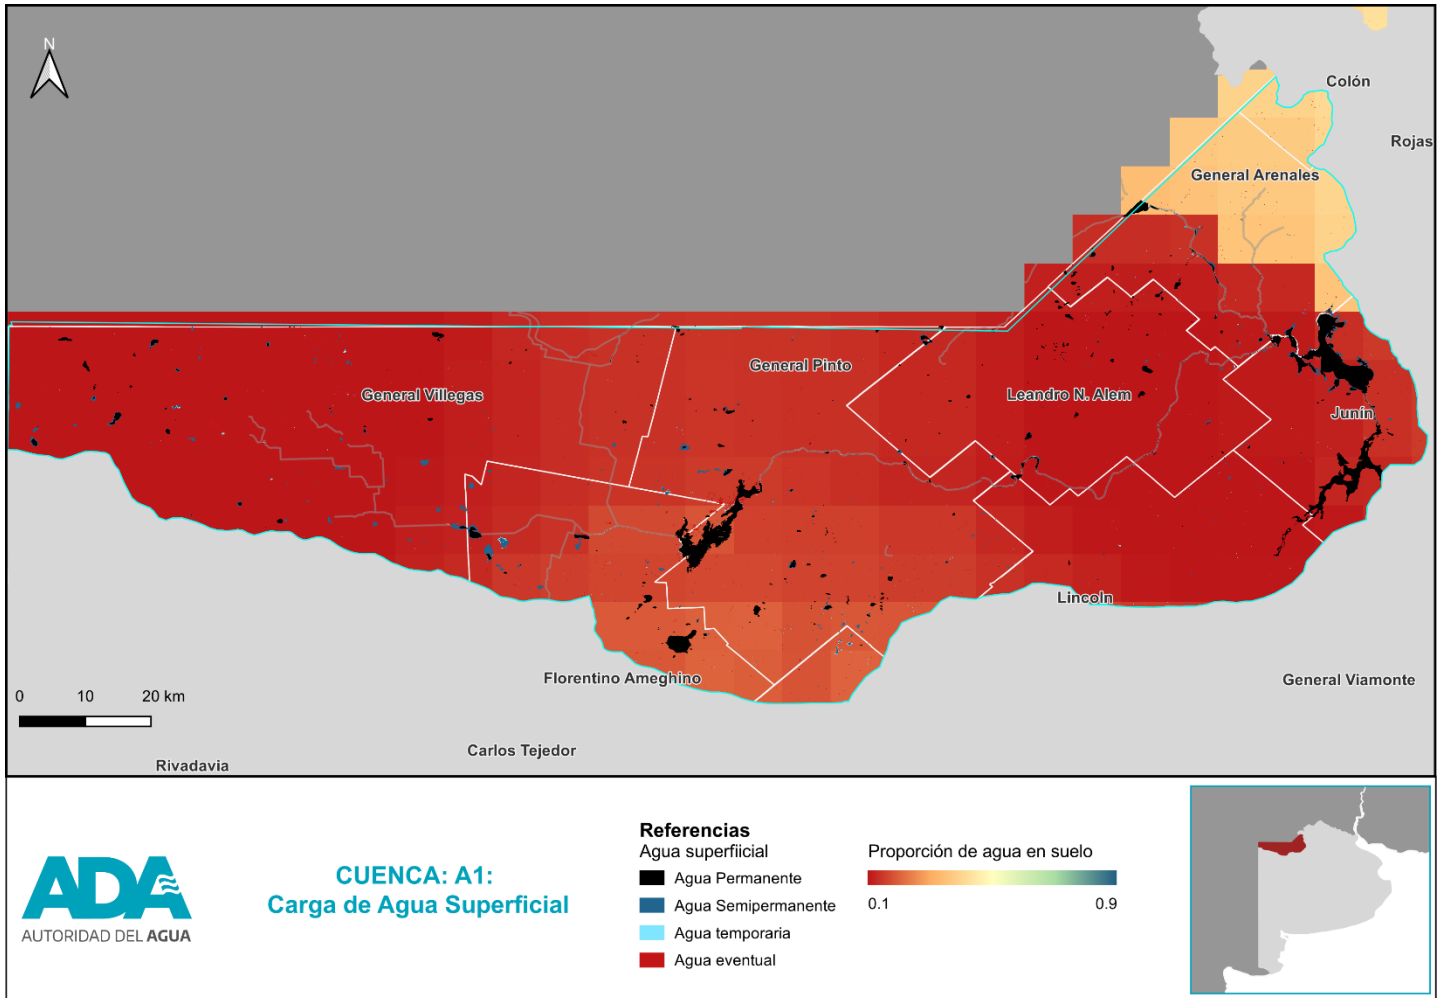 N
Colón
Rojas
General Arenales
General Pinto
General Villegas
Leandro N. Alem
Junín
Lincoln
Florentino Ameghino
General Viamonte
0 10 20 km
Carlos Tejedor
Rivadavia
ADA
AUTORIDAD DEL AGUA
CUENCA: A1:
Carga de Agua Superficial
Referencias
Agua superfiicial
Agua Permanente
Agua Semipermanente
Agua temporaria
Agua eventual
Proporción de agua en suelo
0.1 0.9